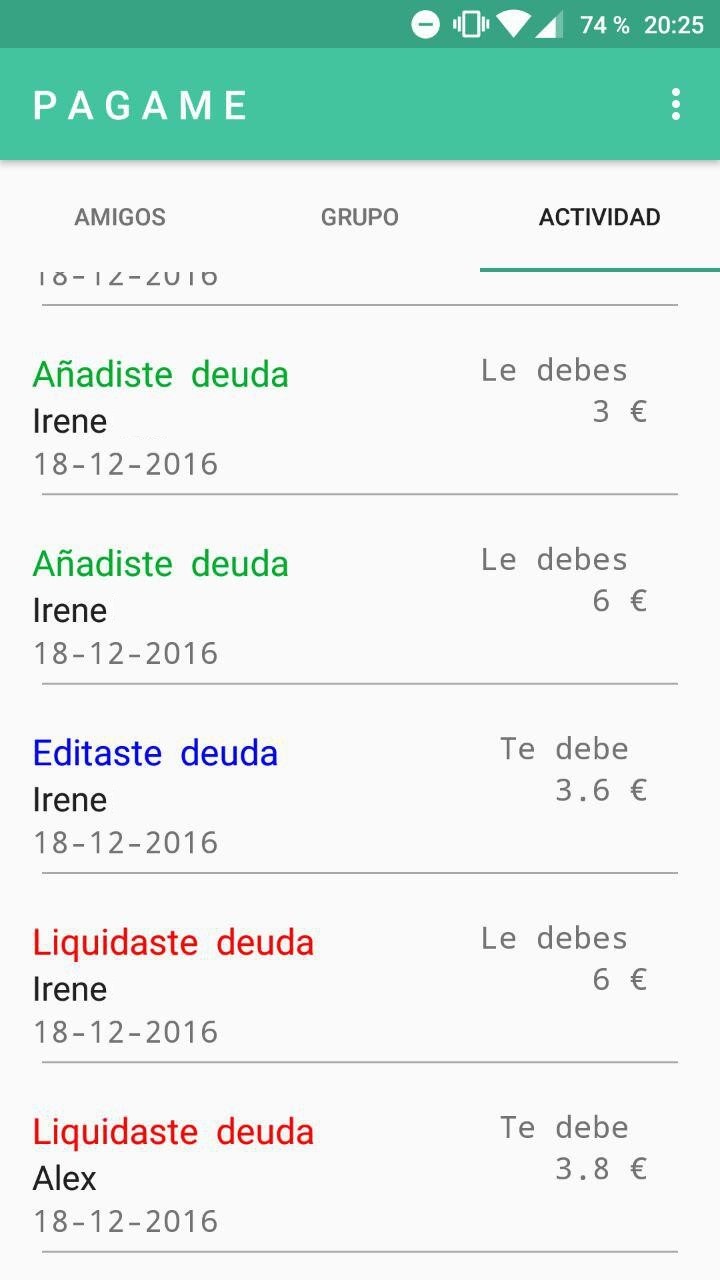 74 % 20:25
PAGAME
AMIGOS GRUPO ACTIVIDAD
18-12-2016
Añadiste deuda Le debes
Irene 3 €
18-12-2016
Añadiste deuda Le debes
Irene 6 €
18-12-2016
Editaste deuda Te debe
Irene 3.6 €
18-12-2016
Liquidaste deuda Le debes
Irene 6 €
18-12-2016
Liquidaste deuda Te debe
Alex 3.8 €
18-12-2016